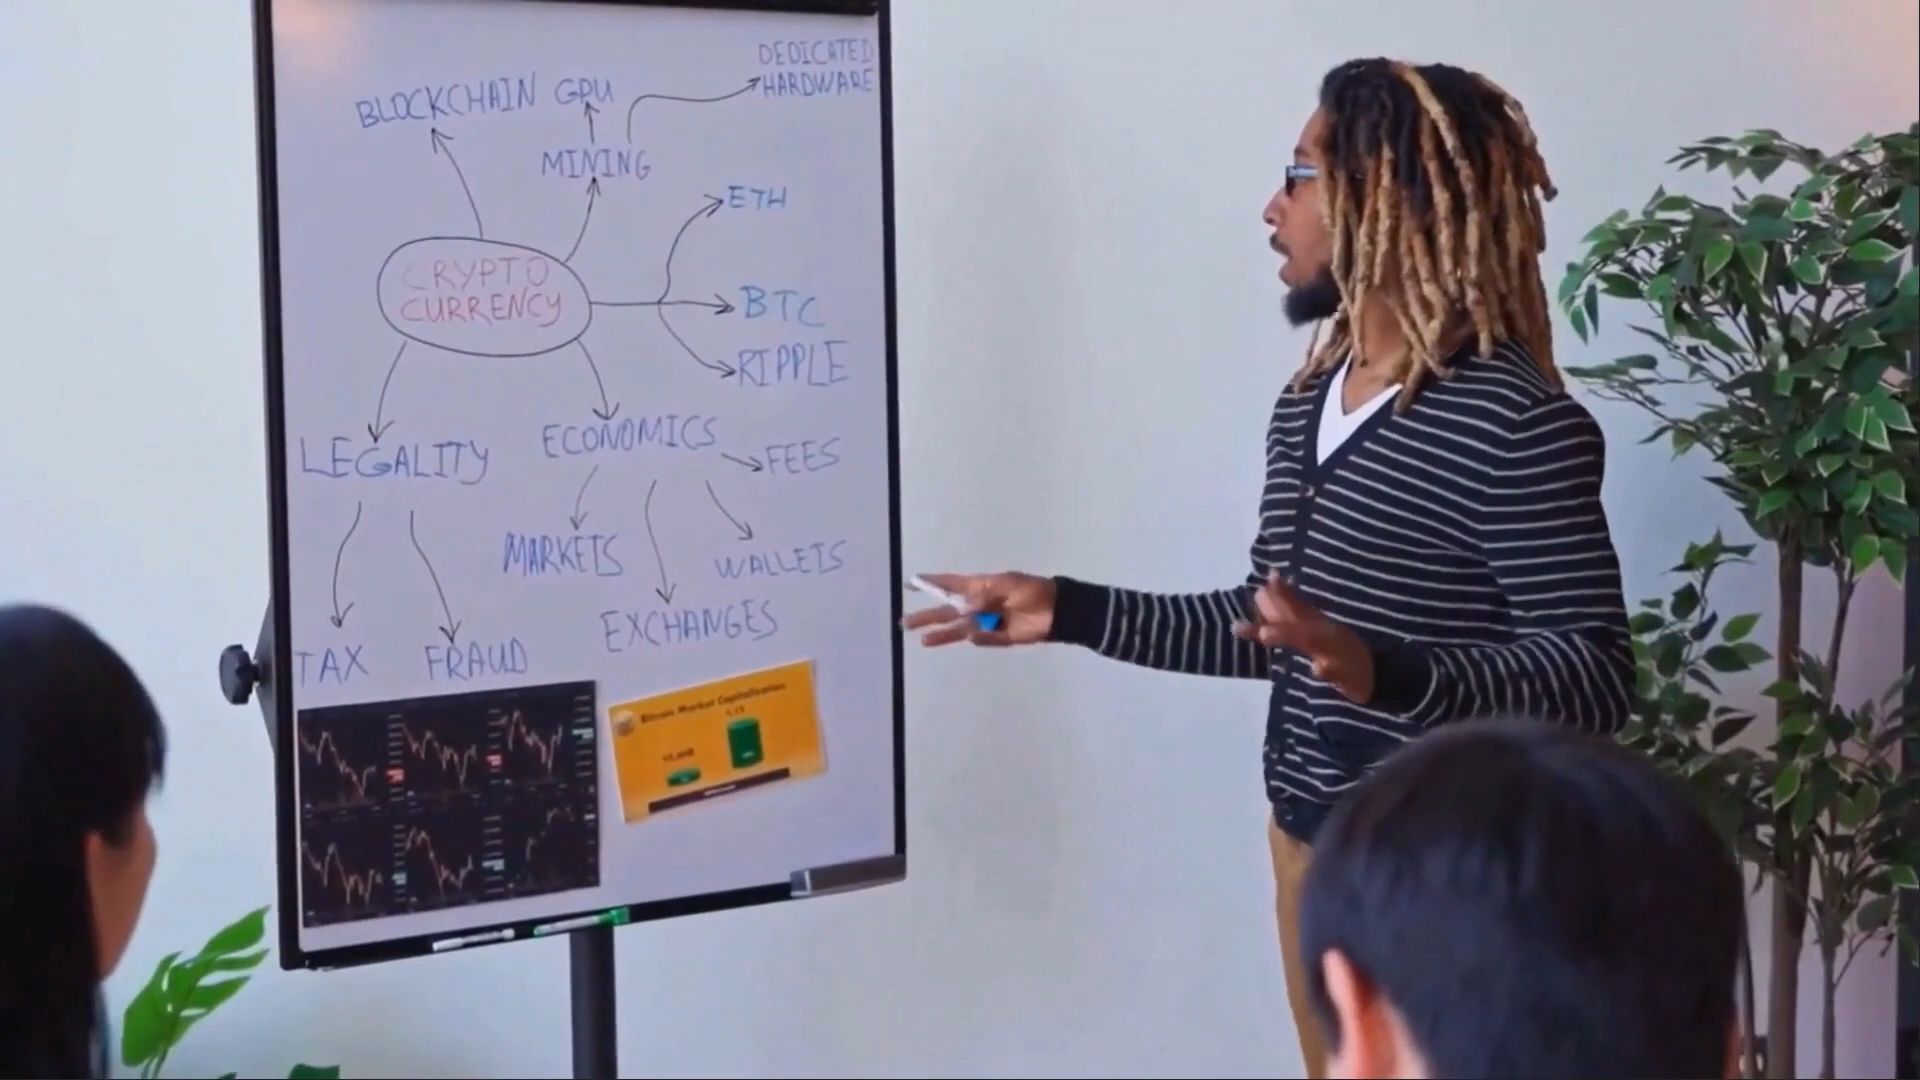 DEDICATED
HARDWARE
BLOCKCHAIN
GPU
MINING
ETH
CRYPTO
CURRENCY
BTC
RIPPLE
LEGALITY
ECONOMICS
FEES
MARKETS
WALLETS
EXCHANGES
TAX
FRAUD
Bitcoin Market Capitalization